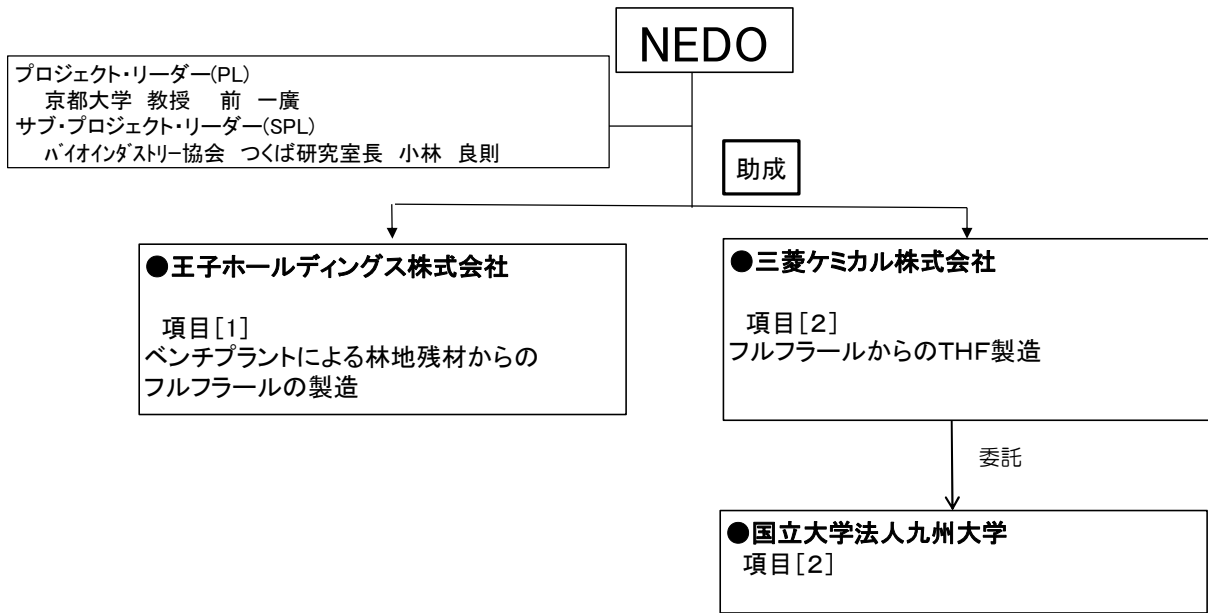 NEDO
プロジェクト・リーダー(PL)
京都大学 教授 前 一廣
サブ・プロジェクト・リーダー(SPL)
バイオインダストリー協会 つくば研究室長 小林 良則
助成
●王子ホールディングス株式会社
項目[1]
ベンチプラントによる林地残材からの
フルフラールの製造
●三菱ケミカル株式会社
項目[２]
フルフラールからのTHF製造
委託
●国立大学法人九州大学
項目[２]